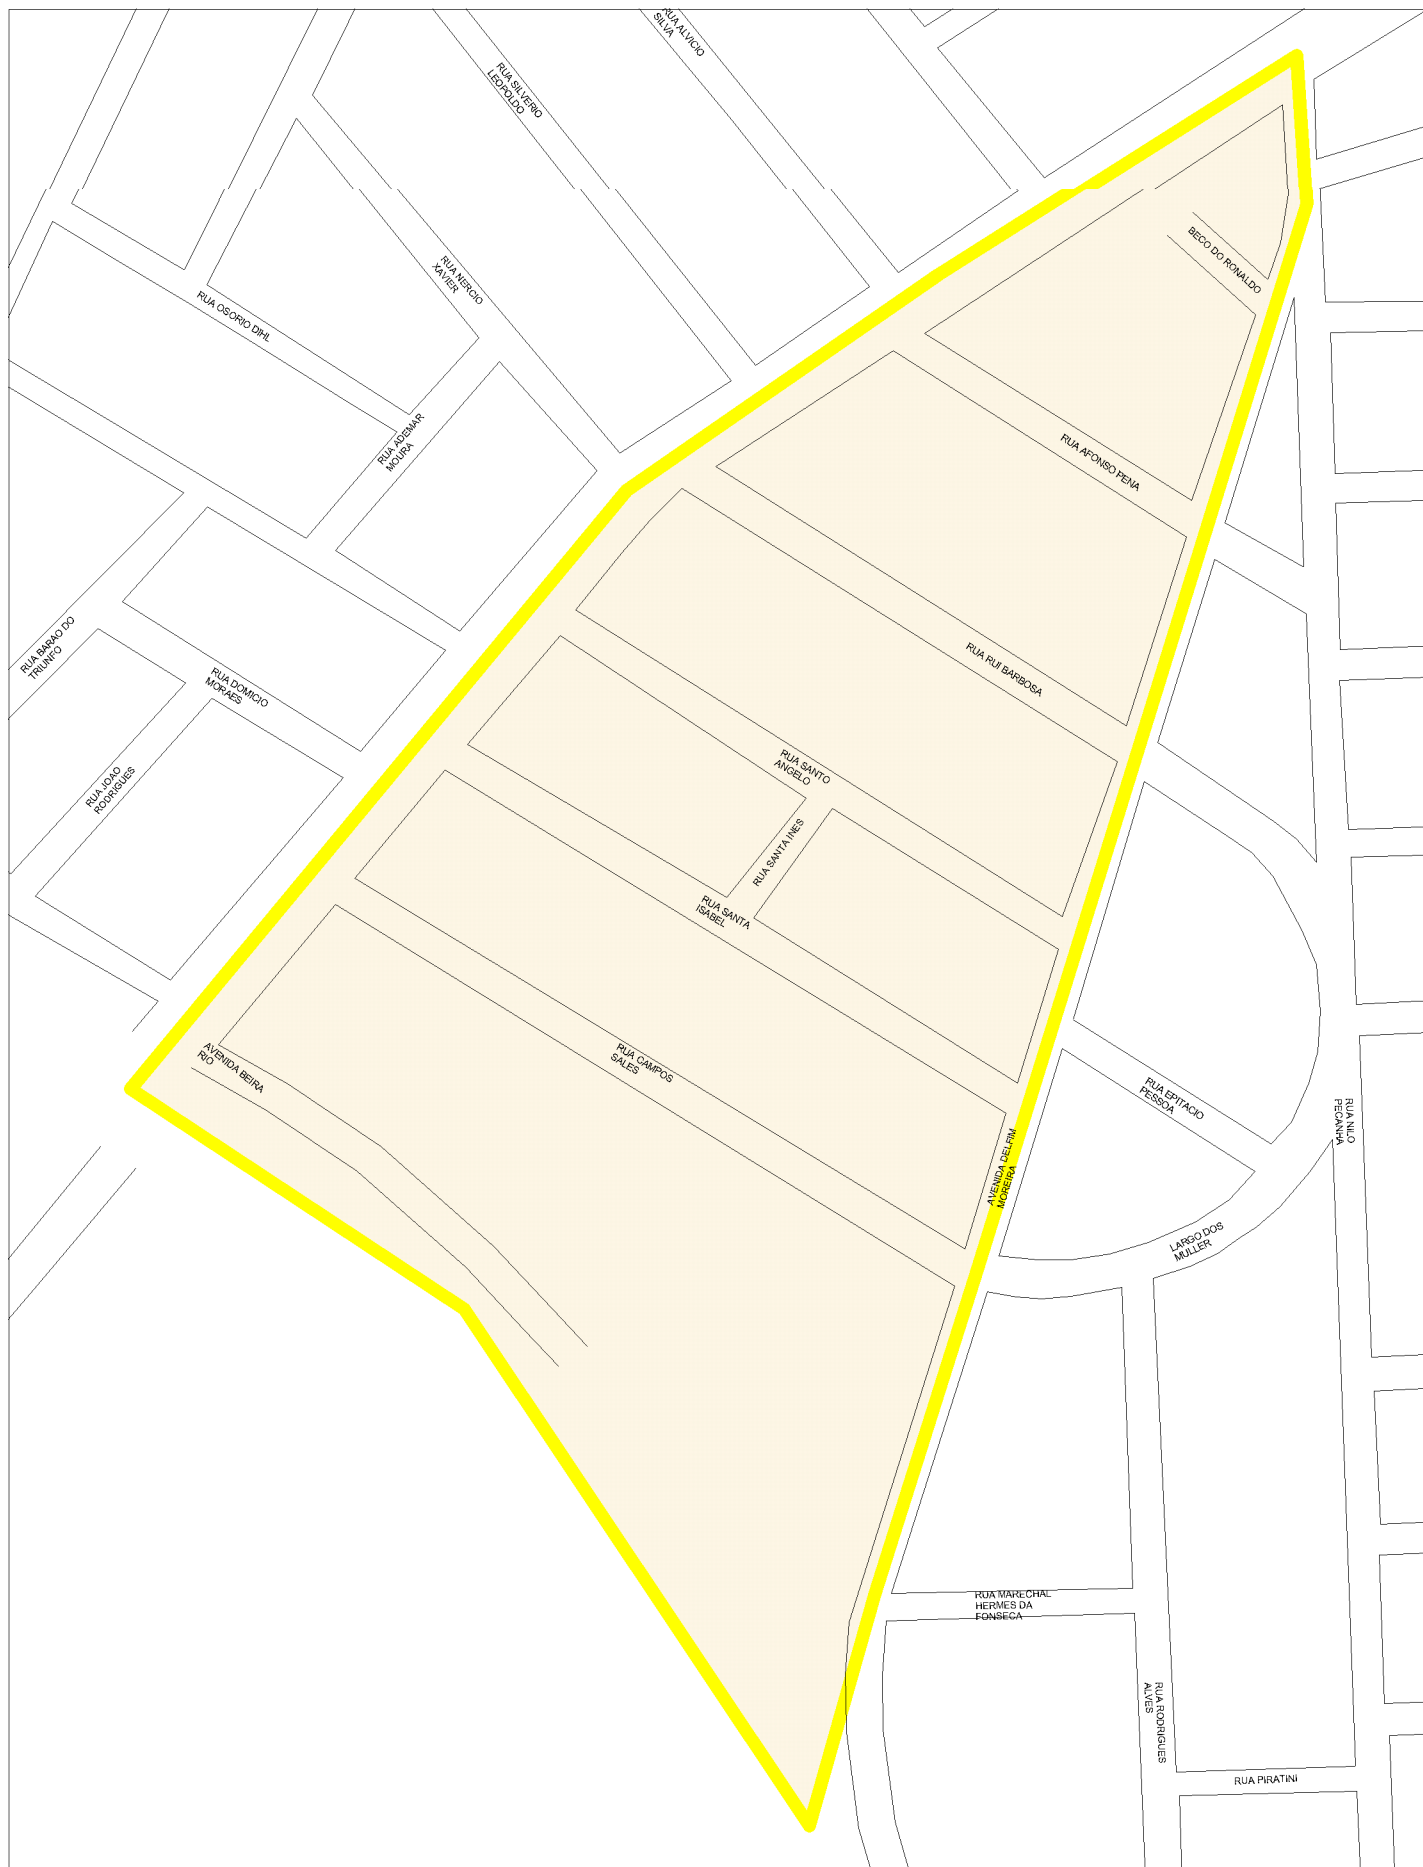 RUA ALVICIO
SILVA
RUA SILVERIO
LEOPOLDO
BECO DO RONALDO
RUA NERCIO
XAVIER
RUA OSORIO DIHL
RUA ADEMAR
MOURA
RUA AFONSO PENA
RUA BARAO DO
TRIUNFO
RUA DOMICIO
MORAES
RUA RUI BARBOSA
RUA JOAO
RODRIGUES
RUA SANTO
ANGELO
RUA SANTA INES
RUA SANTA
ISABEL
AVENIDA BEIRA
RIO
RUA CAMPOS
SALES
RUA EPITACIO
PESSOA
RUA NILO
PECANHA
AVENIDA DELFIM
MOREIRA
LARGO DOS
MULLER
RUA MARECHAL
HERMES DA
FONSECA
RUA RODRIGUES
ALVES
RUA PIRATINI